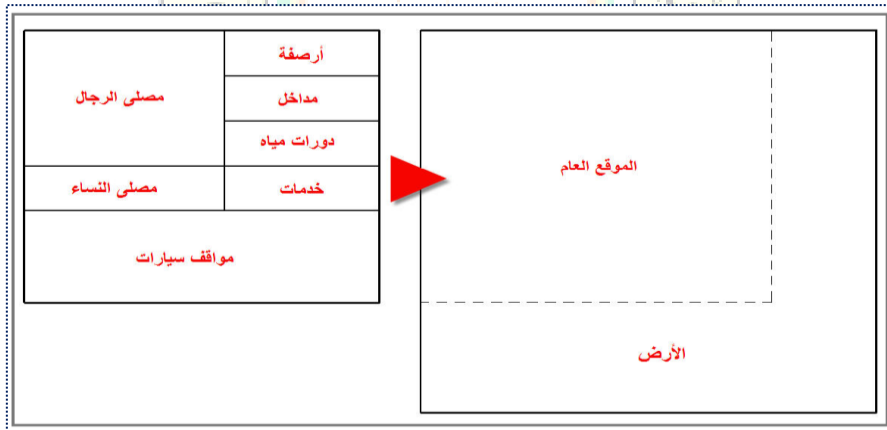 أرصفة
مصلى الرجال
مداخل
دورات مياه
الموقع العام
مصلى النساء
خدمات
مواقف سيارات
الأرض